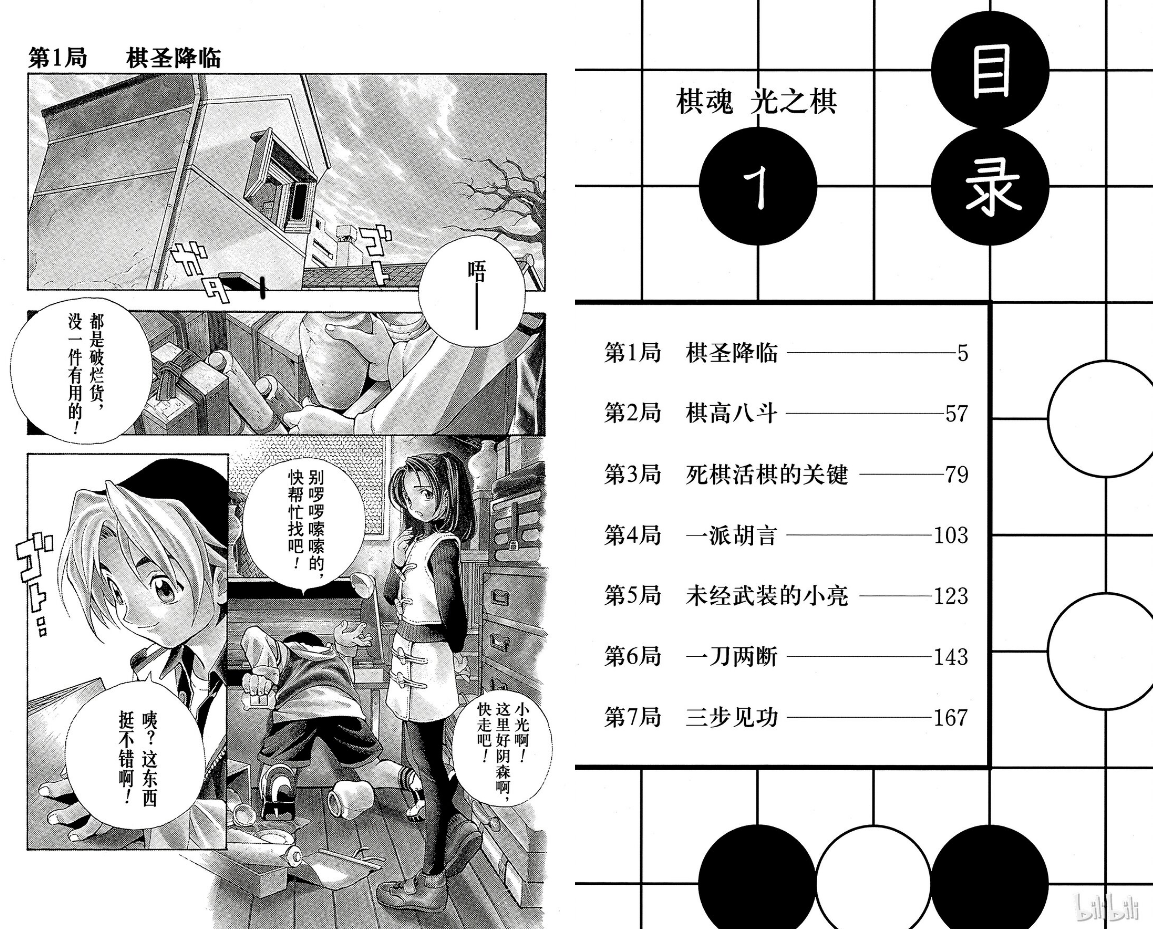 目录
棋魂 光之棋
1
第1局 棋圣降临 5
第2局 棋高八斗 57
第3局 死棋活棋的关键 79
第4局 一派胡言 103
第5局 未经武装的小亮 123
第6局 一刀两断 143
第7局 三步见功 167
bilibili
第1局 棋圣降临
ゴト
ガタ
唔——
都是破烂货，
没一件有用的！
别啰啰嗦嗦的，
快帮忙找吧！
小光啊！
这里好阴森啊，
快走吧！
ゴト…
咦？这东西
挺不错啊！